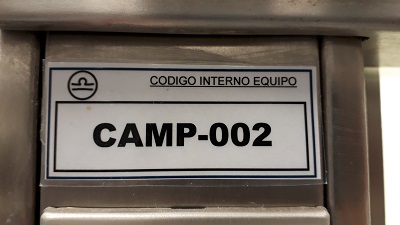 CODIGO INTERNO EQUIPO
CAMP-002